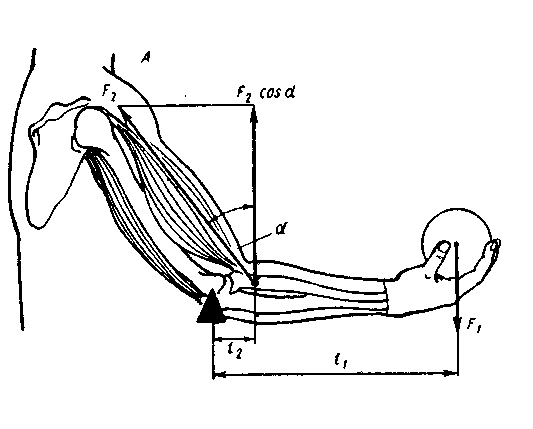 A
F₂
F₂ cos α
α
F₁
l₂
l₁